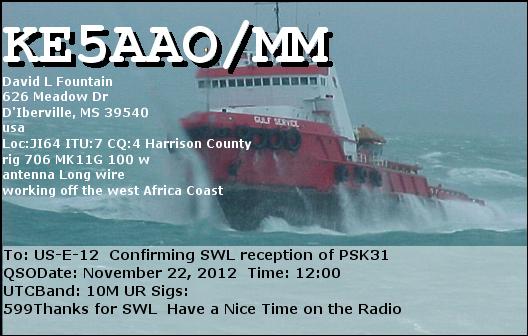 KE5AAO/MM
David L Fountain
626 Meadow Dr
D'Iberville, MS 39540
usa
Loc:JI64 ITU:7 CQ:4 Harrison County
rig 706 MK11G 100 w
antenna Long wire
working off the west Africa Coast
GULF SERVICE
To: US-E-12 Confirming SWL reception of PSK31
QSODate: November 22, 2012 Time: 12:00
UTCBand: 10M UR Sigs:
599Thanks for SWL Have a Nice Time on the Radio